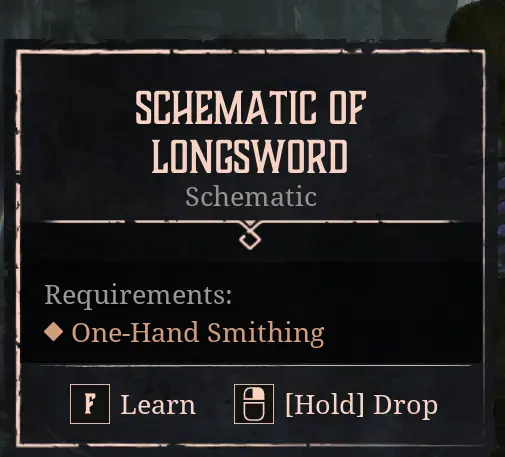 SCHEMATIC OF
LONGSWORD
Schematic
Requirements:
One-Hand Smithing
F Learn [Hold] Drop